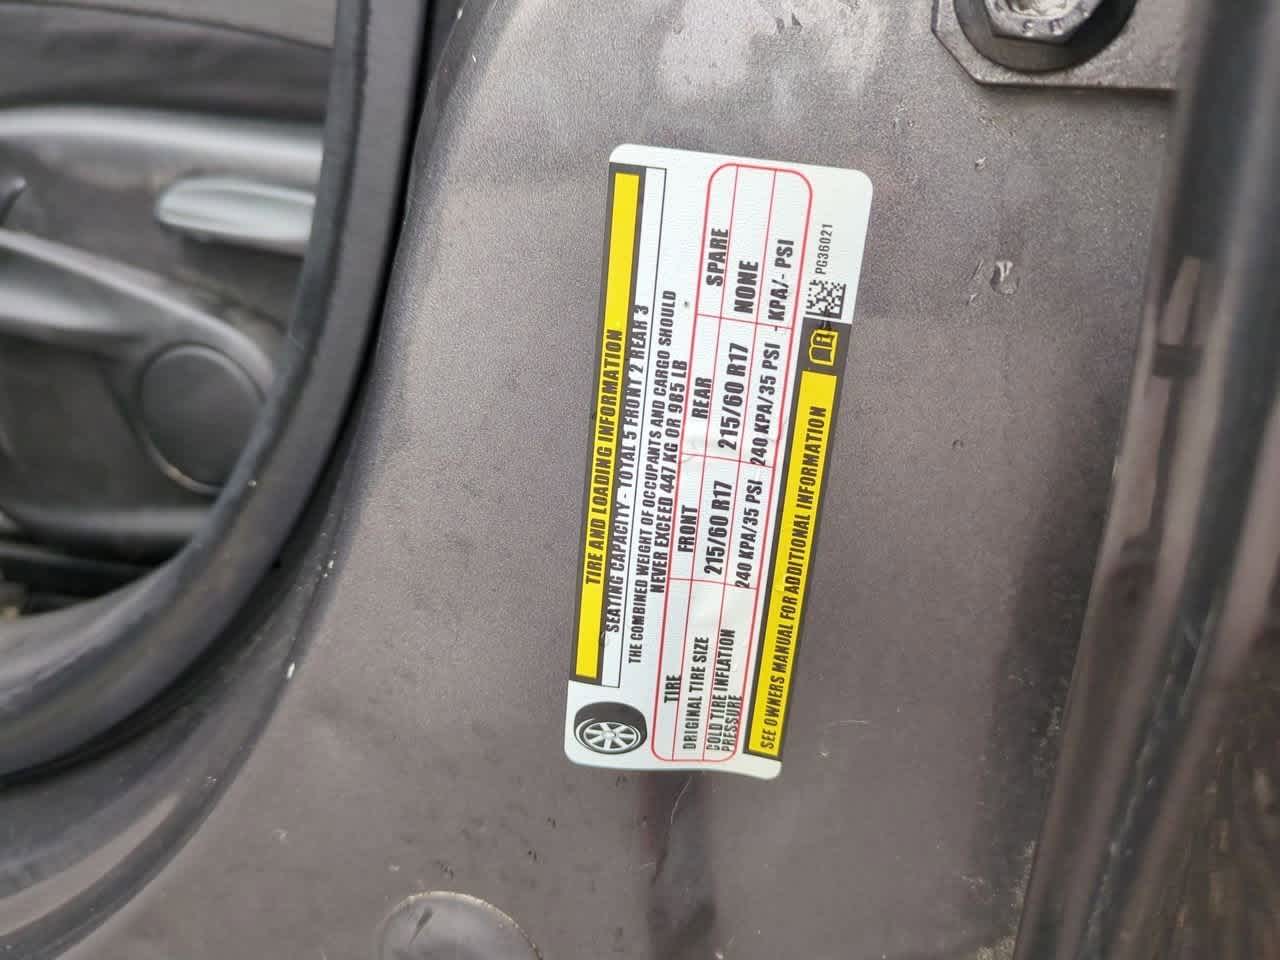 TIRE AND LOADING INFORMATION
SEATING CAPACITY - TOTAL 5 FRONT 2 REAR 3
THE COMBINED WEIGHT OF OCCUPANTS AND CARGO SHOULD
NEVER EXCEED 447 KG OR 985 LB
TIRE FRONT REAR SPARE
ORIGINAL TIRE SIZE 215/60 R17 215/60 R17 NONE
COLD TIRE INFLATION
PRESSURE 240 KPA/35 PSI 240 KPA/35 PSI - KPA/- PSI
SEE OWNERS MANUAL FOR ADDITIONAL INFORMATION
PG36021